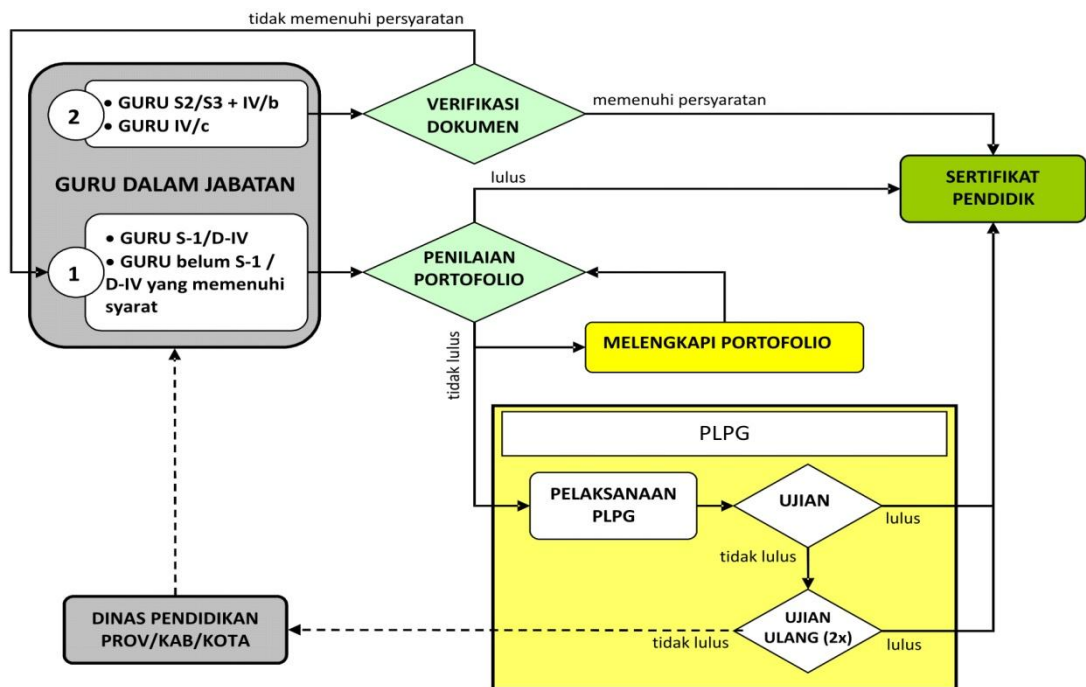 tidak memenuhi persyaratan
2
• GURU S2/S3 + IV/b
• GURU IV/c
VERIFIKASI
DOKUMEN
memenuhi persyaratan
GURU DALAM JABATAN
lulus
SERTIFIKAT
PENDIDIK
1
• GURU S-1/D-IV
• GURU belum S-1 /
D-IV yang memenuhi
syarat
PENILAIAN
PORTOFOLIO
tidak lulus
MELENGKAPI PORTOFOLIO
PLPG
PELAKSANAAN
PLPG
UJIAN
lulus
tidak lulus
DINAS PENDIDIKAN
PROV/KAB/KOTA
tidak lulus
UJIAN
ULANG (2x)
lulus